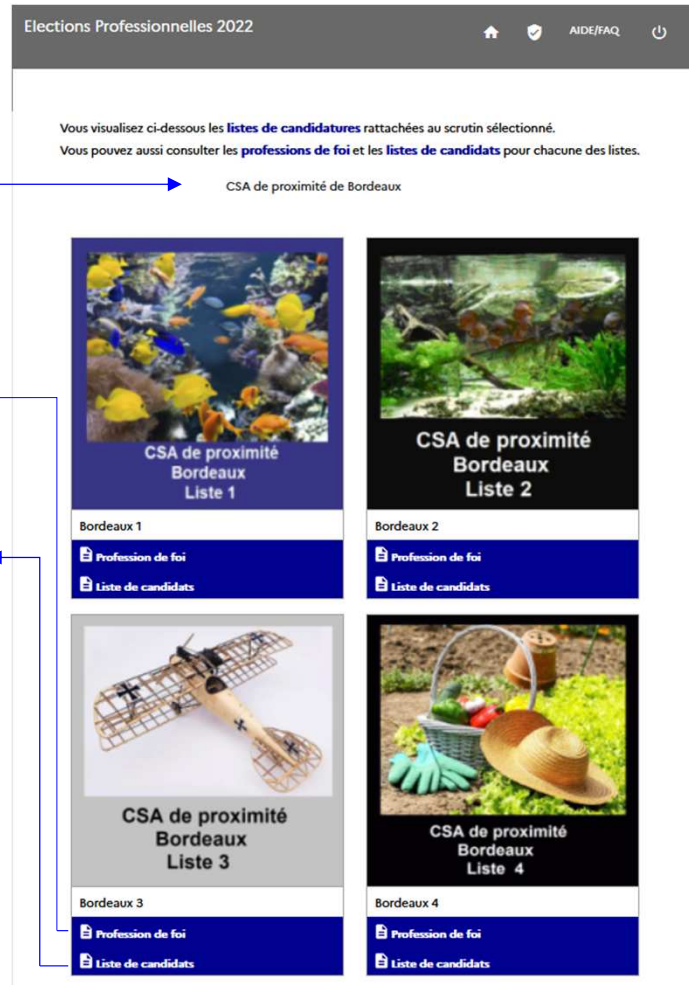 Elections Professionnelles 2022
AIDE/FAQ
Vous visualisez ci-dessous les listes de candidatures rattachées au scrutin sélectionné.
Vous pouvez aussi consulter les professions de foi et les listes de candidats pour chacune des listes.
CSA de proximité de Bordeaux
CSA de proximité
Bordeaux
Liste 1
Bordeaux 1
Profession de foi
Liste de candidats
CSA de proximité
Bordeaux
Liste 2
Bordeaux 2
Profession de foi
Liste de candidats
CSA de proximité
Bordeaux
Liste 3
Bordeaux 3
Profession de foi
Liste de candidats
CSA de proximité
Bordeaux
Liste 4
Bordeaux 4
Profession de foi
Liste de candidats